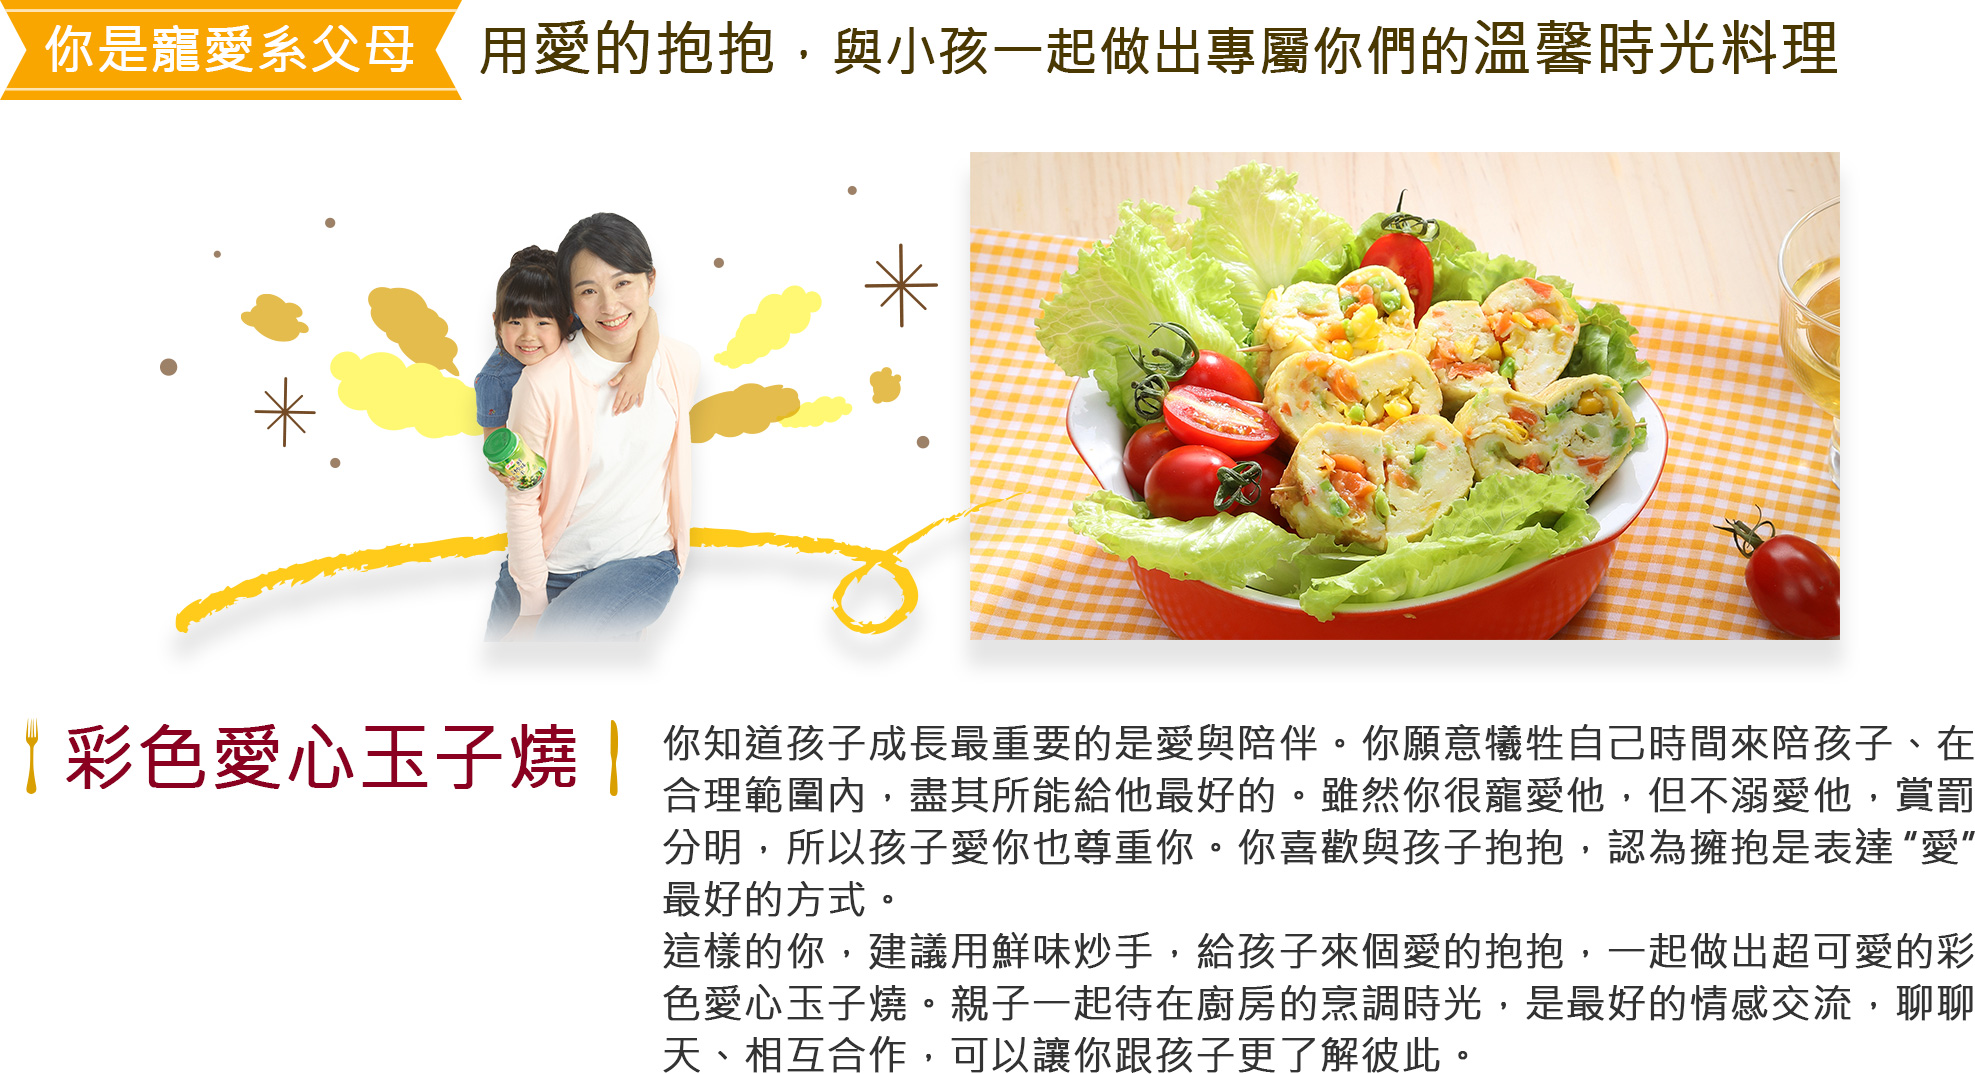 你是寵愛系父母
用愛的抱抱，與小孩一起做出專屬你們的溫馨時光料理
彩色愛心玉子燒
你知道孩子成長最重要的是愛與陪伴。你願意犧牲自己時間來陪孩子、在
合理範圍內，盡其所能給他最好的。雖然你很寵愛他，但不溺愛他，賞罰
分明，所以孩子愛你也尊重你。你喜歡與孩子抱抱，認為擁抱是表達“愛”
最好的方式。
這樣的你，建議用鮮味炒手，給孩子來個愛的抱抱，一起做出超可愛的彩
色愛心玉子燒。親子一起待在廚房的烹調時光，是最好的情感交流，聊聊
天、相互合作，可以讓你跟孩子更了解彼此。